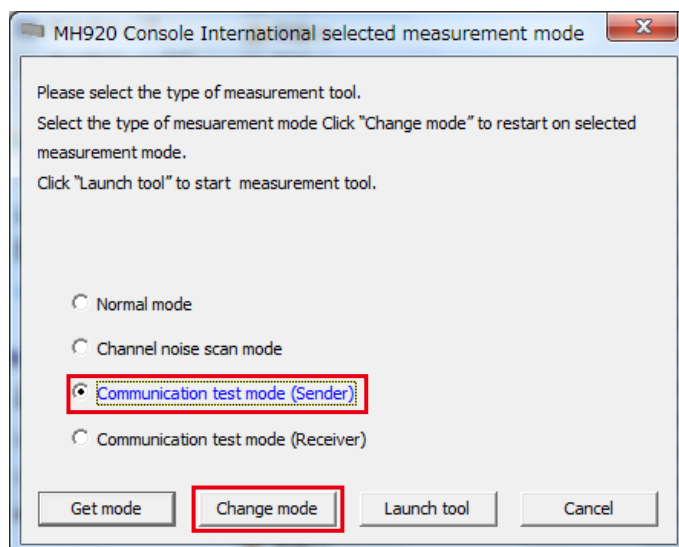 MH920 Console International selected measurement mode
Please select the type of measurement tool.
Select the type of mesuarement mode Click “Change mode” to restart on selected
measurement mode.
Click “Launch tool” to start  measurement tool.
Normal mode
Channel noise scan mode
Communication test mode (Sender)
Communication test mode (Receiver)
Get mode Change mode Launch tool Cancel